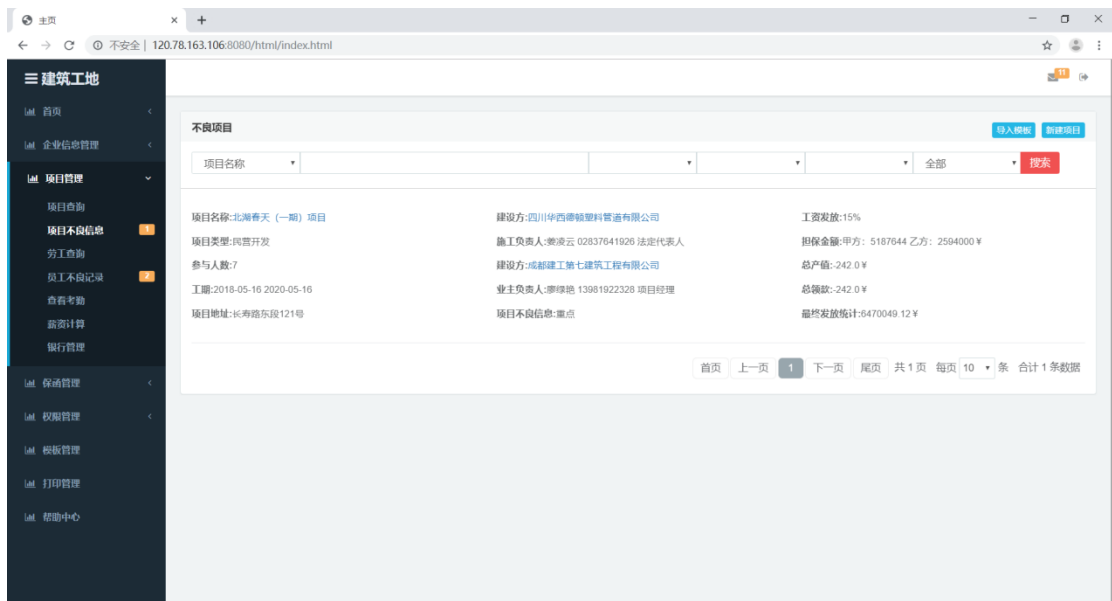 主页
不安全 | 120.78.163.106:8080/html/index.html
建筑工地
11
首页
企业信息管理
项目管理
项目查询
项目不良信息 1
劳工查询
员工不良记录 2
查看考勤
薪资计算
银行管理
保函管理
权限管理
模板管理
打印管理
帮助中心
不良项目 导入模板 新建项目
项目名称 全部 搜索
项目名称:北湖春天（一期）项目 建设方:四川华西德顿塑料管道有限公司 工资发放:15%
项目类型:民营开发 施工负责人:姜凌云 02837641926 法定代表人 担保金额:甲方：5187644 乙方：2594000¥
参与人数:7 建设方:成都建工第七建筑工程有限公司 总产值:-242.0¥
工期:2018-05-16 2020-05-16 业主负责人:廖绿艳 13981922328 项目经理 总领款:-242.0¥
项目地址:长寿路东段121号 项目不良信息:重点 最终发放统计:6470049.12¥
首页 上一页 1 下一页 尾页 共 1 页 每页 10 条 合计 1 条数据